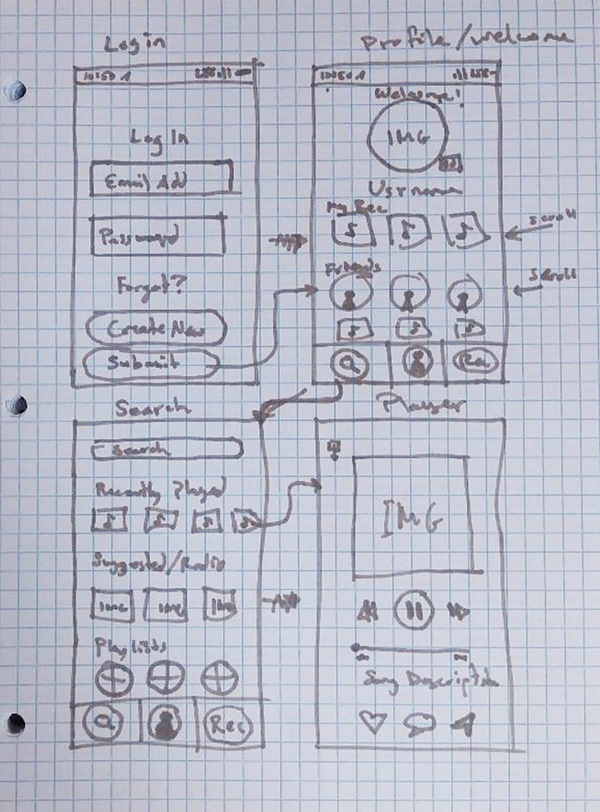 Login
Profile/welcome
10:50
Log In
Email Add
Password
Forgot?
Create New
Submit
Welcome!
IMG
Username
My Rec
scroll
Friends
scroll
Rec
Search
Search
Recently Played
Suggested/Radio
IMG IMG IMG
Playlists
Rec
Player
IMG
Song Description